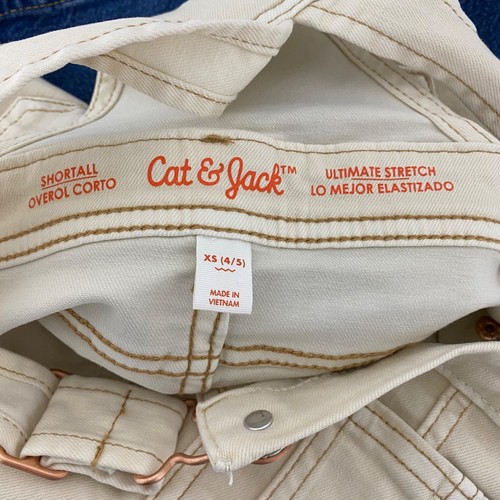 SHORTALL
OVEROL CORTO
Cat & Jack™
ULTIMATE STRETCH
LO MEJOR ELASTIZADO
XS (4/5)
MADE IN
VIETNAM